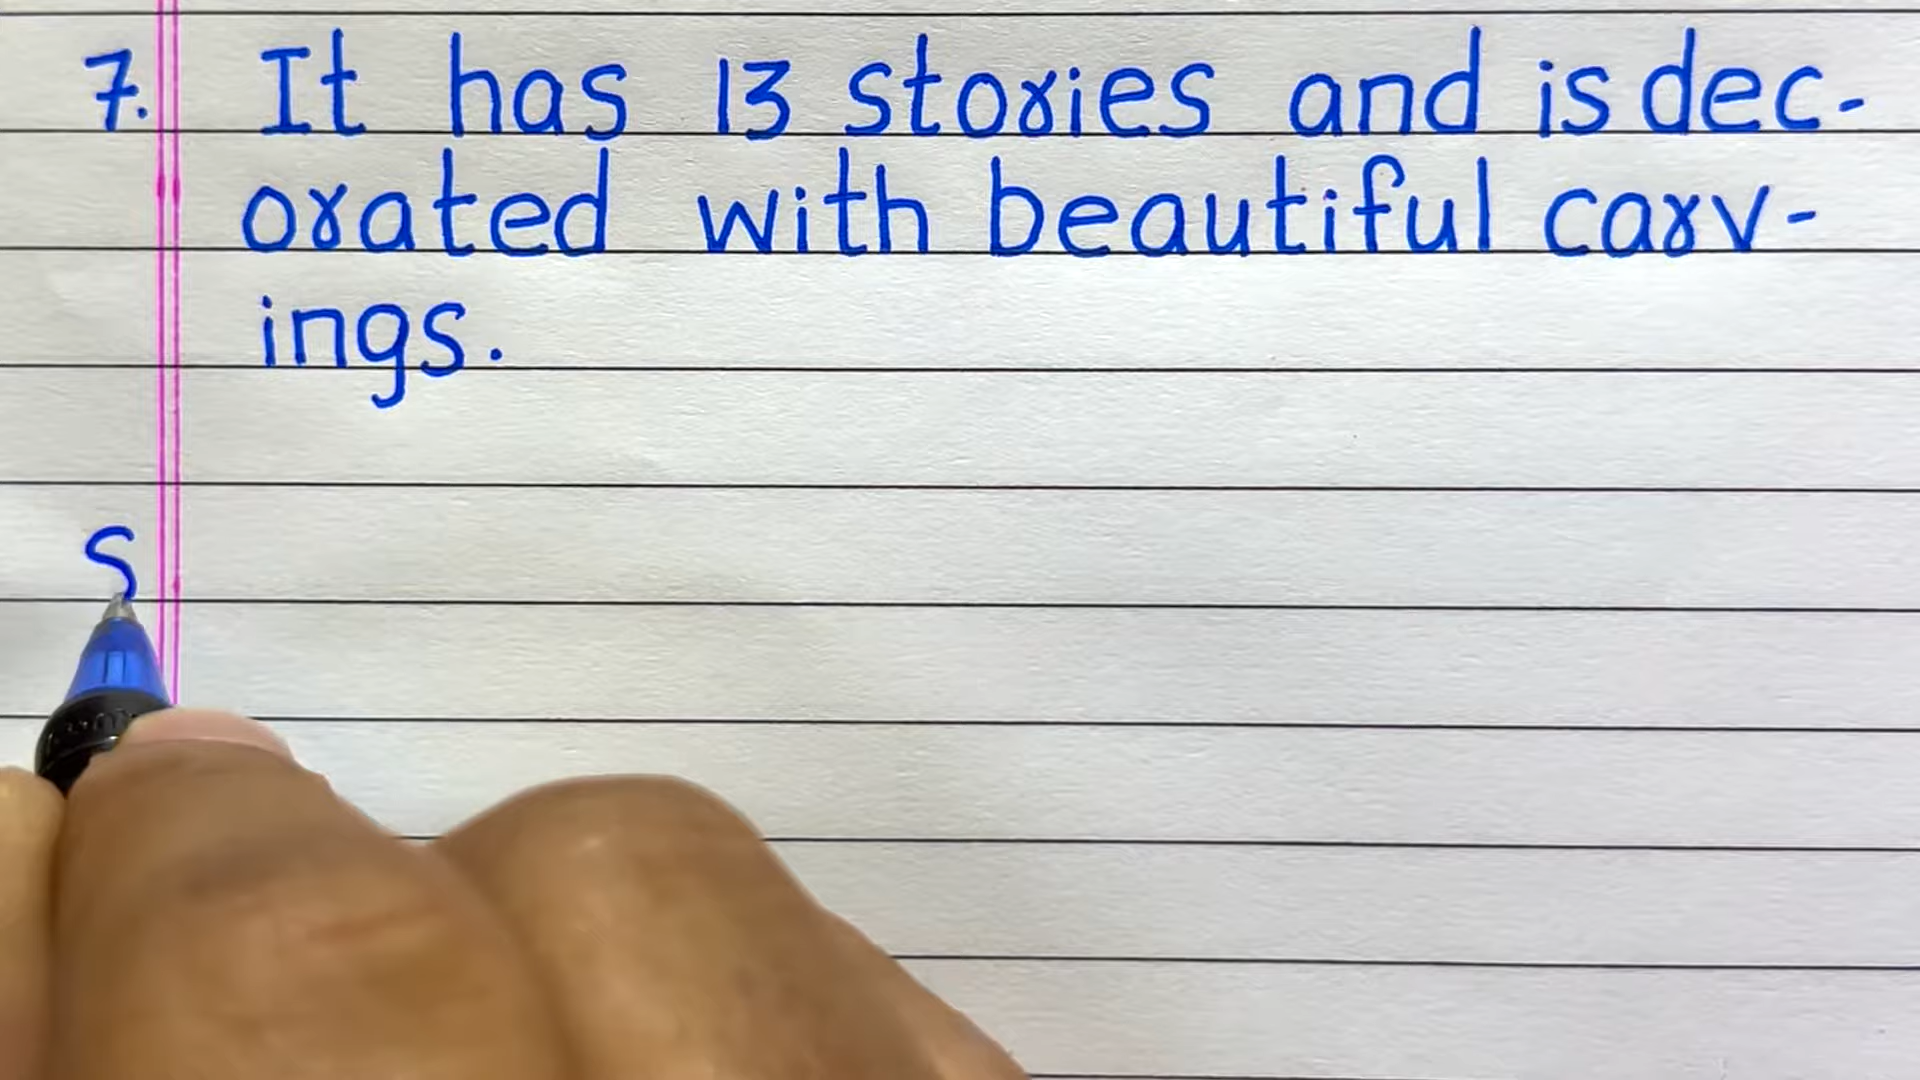 7. It has 13 stories and is dec-
orated with beautiful carv-
ings.
S